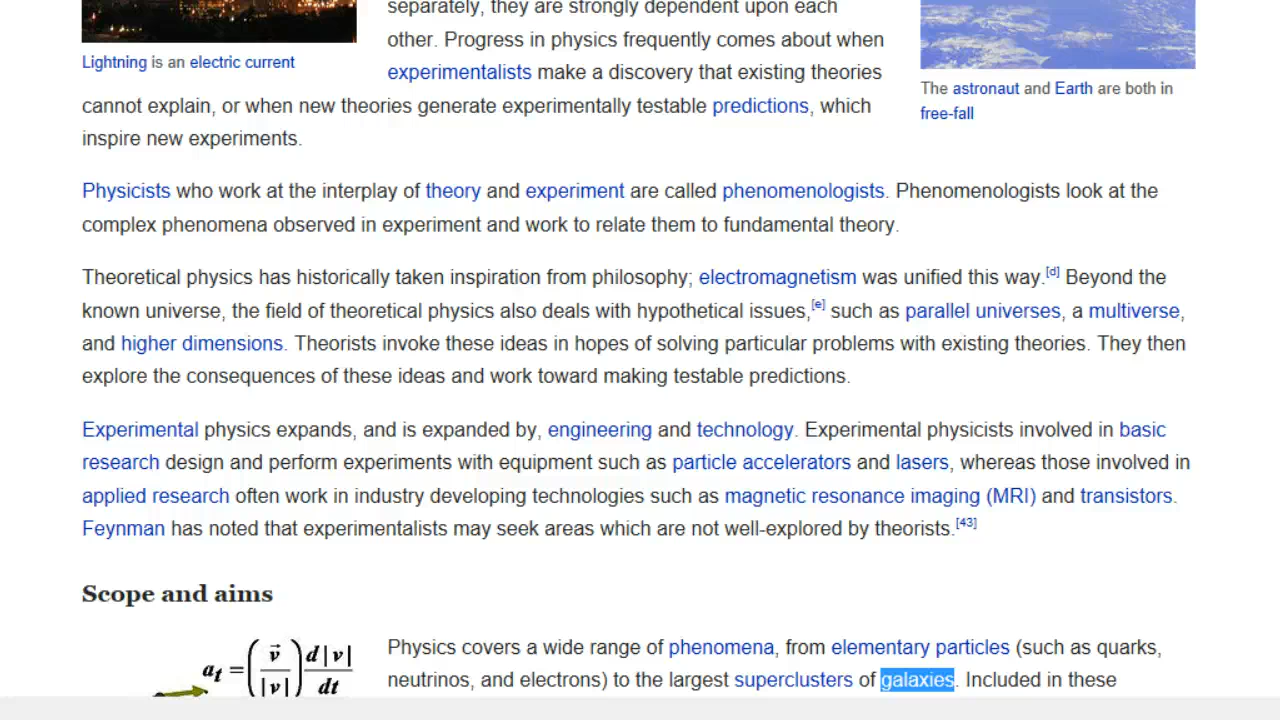 separately, they are strongly dependent upon each
other. Progress in physics frequently comes about when
experimentalists make a discovery that existing theories
cannot explain, or when new theories generate experimentally testable predictions, which
inspire new experiments.
Lightning is an electric current
The astronaut and Earth are both in
free-fall
Physicists who work at the interplay of theory and experiment are called phenomenologists. Phenomenologists look at the
complex phenomena observed in experiment and work to relate them to fundamental theory.
Theoretical physics has historically taken inspiration from philosophy; electromagnetism was unified this way.[d] Beyond the
known universe, the field of theoretical physics also deals with hypothetical issues,[e] such as parallel universes, a multiverse,
and higher dimensions. Theorists invoke these ideas in hopes of solving particular problems with existing theories. They then
explore the consequences of these ideas and work toward making testable predictions.
Experimental physics expands, and is expanded by, engineering and technology. Experimental physicists involved in basic
research design and perform experiments with equipment such as particle accelerators and lasers, whereas those involved in
applied research often work in industry developing technologies such as magnetic resonance imaging (MRI) and transistors.
Feynman has noted that experimentalists may seek areas which are not well-explored by theorists.[43]
Scope and aims
a_t = (v⃗ / |v|) d|v| / dt
Physics covers a wide range of phenomena, from elementary particles (such as quarks,
neutrinos, and electrons) to the largest superclusters of galaxies. Included in these